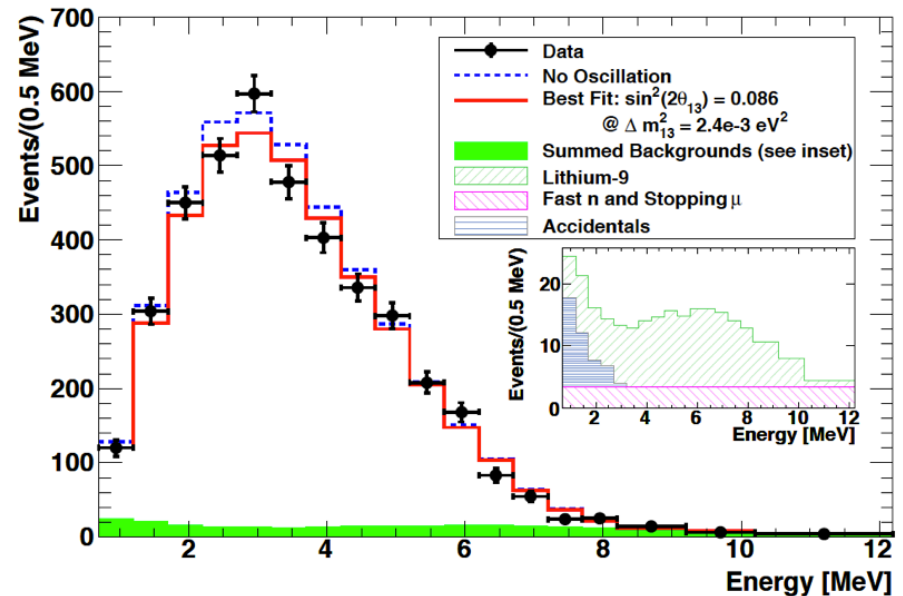 700
600
500
400
300
200
100
0
Events/(0.5 MeV)
2
4
6
8
10
12
Energy [MeV]
Data
No Oscillation
Best Fit: sin²(2θ₁₃) = 0.086
@ Δ m²₁₃ = 2.4e-3 eV²
Summed Backgrounds (see inset)
Lithium-9
Fast n and Stopping μ
Accidentals
Events/(0.5 MeV)
20
10
0
2
4
6
8
10
12
Energy [MeV]